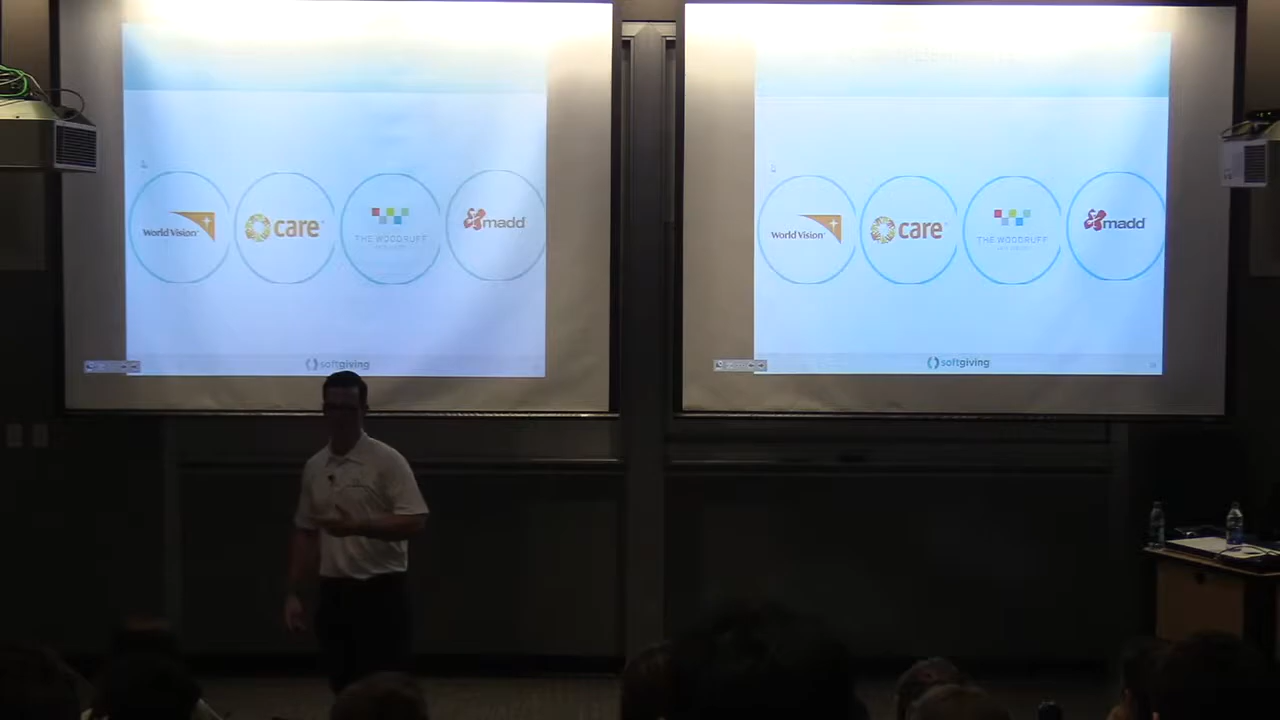 World Vision
care
THE WOODRUFF
madd
softgiving
World Vision
care
THE WOODRUFF
madd
softgiving